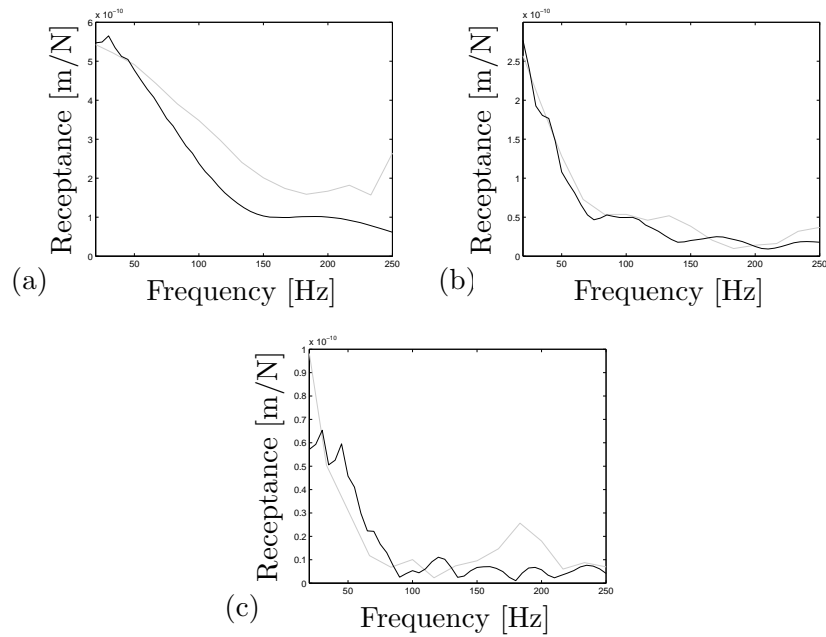 x 10⁻¹⁰
6
5
4
3
2
1
0
50 100 150 200 250
Receptance [m/N]
Frequency [Hz]
(a)
x 10⁻¹⁰
2.5
2
1.5
1
0.5
0
50 100 150 200 250
Receptance [m/N]
Frequency [Hz]
(b)
x 10⁻¹⁰
1
0.9
0.8
0.7
0.6
0.5
0.4
0.3
0.2
0.1
0
50 100 150 200 250
Receptance [m/N]
Frequency [Hz]
(c)